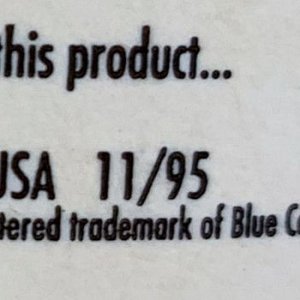 this product...
USA 11/95
tered trademark of Blue C